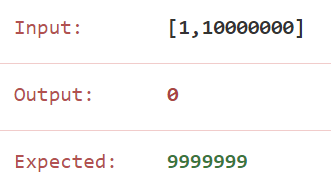 Input: [1,10000000]
Output: 0
Expected: 9999999